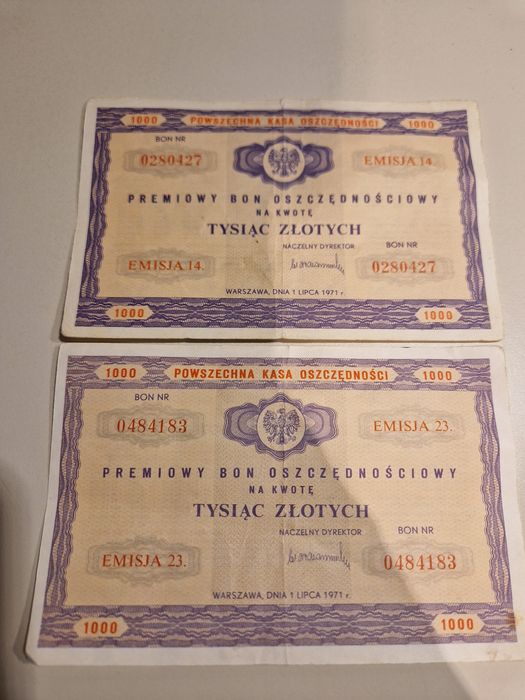 1000 POWSZECHNA KASA OSZCZĘDNOŚCI 1000
BON NR
0280427 EMISJA 14.
PREMIOWY BON OSZCZĘDNOŚCIOWY
NA KWOTĘ
TYSIĄC ZŁOTYCH
NACZELNY DYREKTOR BON NR
EMISJA 14. 0280427
WARSZAWA, DNIA 1 LIPCA 1971 r.
1000 1000
1000 POWSZECHNA KASA OSZCZĘDNOŚCI 1000
BON NR
0484183 EMISJA 23.
PREMIOWY BON OSZCZĘDNOŚCIOWY
NA KWOTĘ
TYSIĄC ZŁOTYCH
NACZELNY DYREKTOR BON NR
EMISJA 23. 0484183
WARSZAWA, DNIA 1 LIPCA 1971 r.
1000 1000